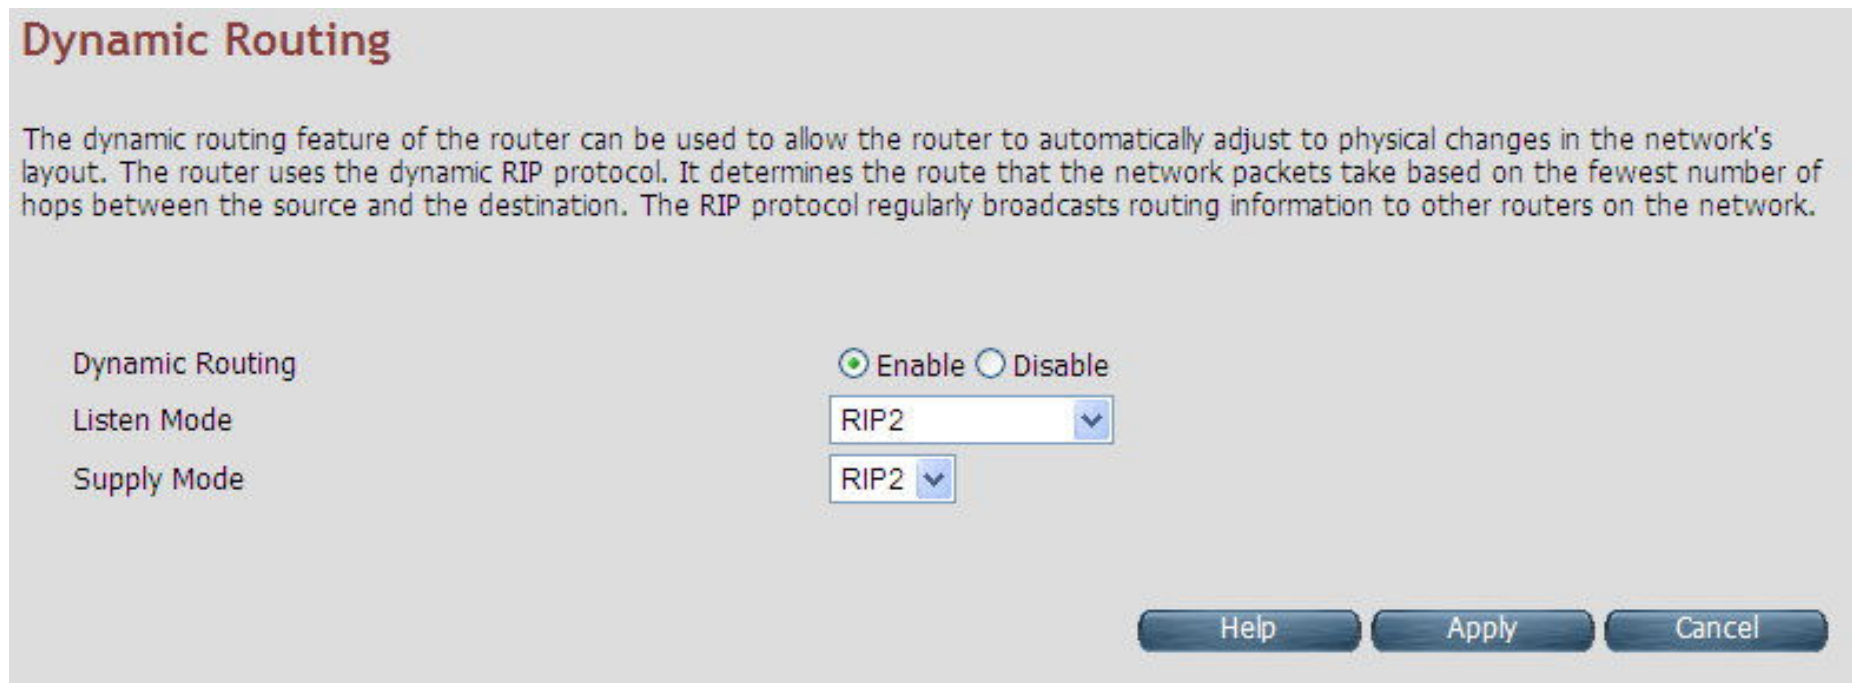 Dynamic Routing
The dynamic routing feature of the router can be used to allow the router to automatically adjust to physical changes in the network's
layout. The router uses the dynamic RIP protocol. It determines the route that the network packets take based on the fewest number of
hops between the source and the destination. The RIP protocol regularly broadcasts routing information to other routers on the network.
Dynamic Routing Enable Disable
Listen Mode RIP2
Supply Mode RIP2
Help Apply Cancel